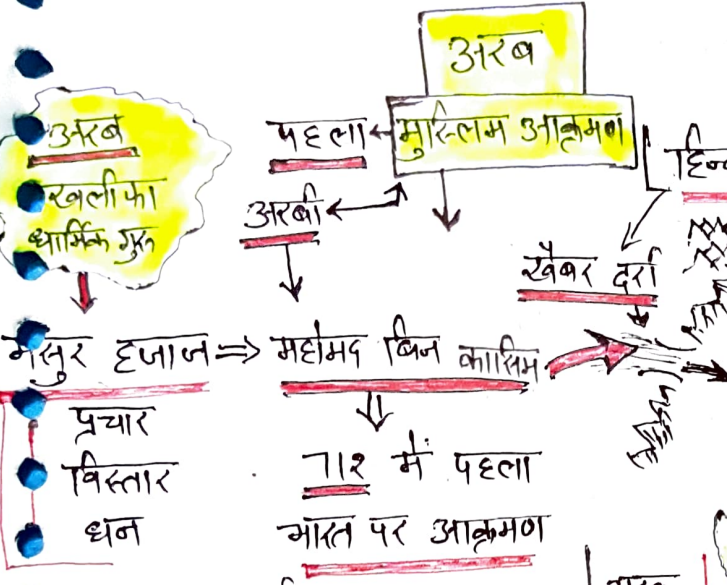 अरब
पहला
मुस्लिम आक्रमण
अरबी
अरब
खलीफा
धार्मिक गुरु
खैबर दर्रा
हजाज
महोमद बिन कासिम
प्रचार
विस्तार
धन
712 में पहला
भारत पर आक्रमण